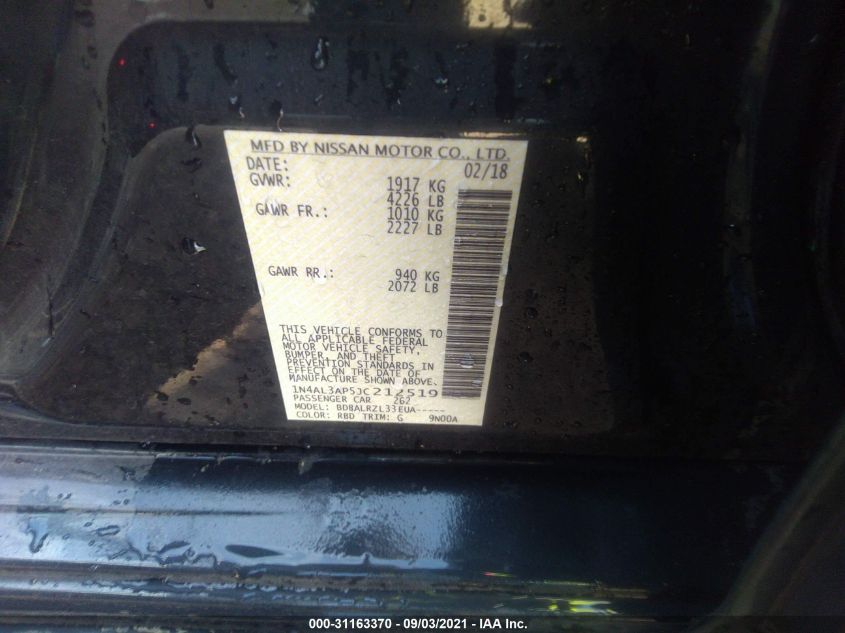 MFD BY NISSAN MOTOR CO., LTD.
DATE: 02/18
GVWR: 1917 KG
4226 LB
GAWR FR.: 1010 KG
2227 LB
GAWR RR.: 940 KG
2072 LB
THIS VEHICLE CONFORMS TO
ALL APPLICABLE FEDERAL
MOTOR VEHICLE SAFETY,
BUMPER, AND THEFT
PREVENTION STANDARDS IN
EFFECT ON THE DATE OF
MANUFACTURE SHOWN ABOVE.
1N4AL3AP5JC212519
PASSENGER CAR 262
MODEL: BDBALRZL33EUA-----
COLOR: RBD TRIM: G 9N00A
000-31163370 - 09/03/2021 - IAA Inc.